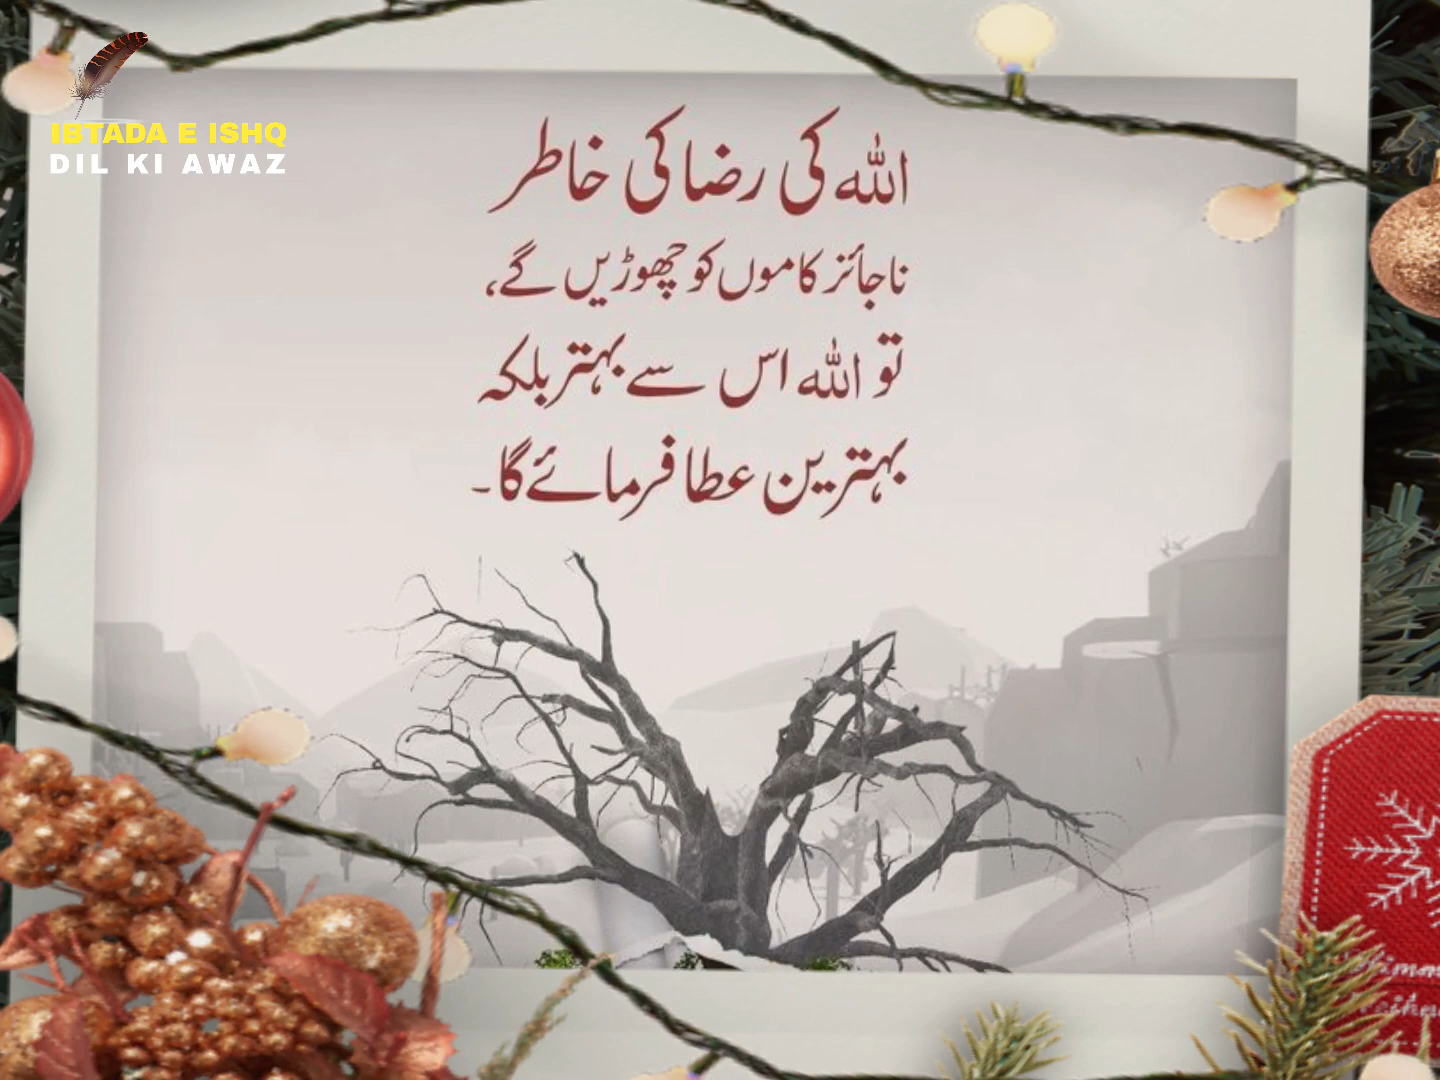 IBTADA E ISHQ
DIL KI AWAZ
اللہ کی رضا کی خاطر
ناجائز کاموں کو چھوڑیں گے،
تو اللہ اس سے بہتر بلکہ
بہترین عطا فرمائے گا۔